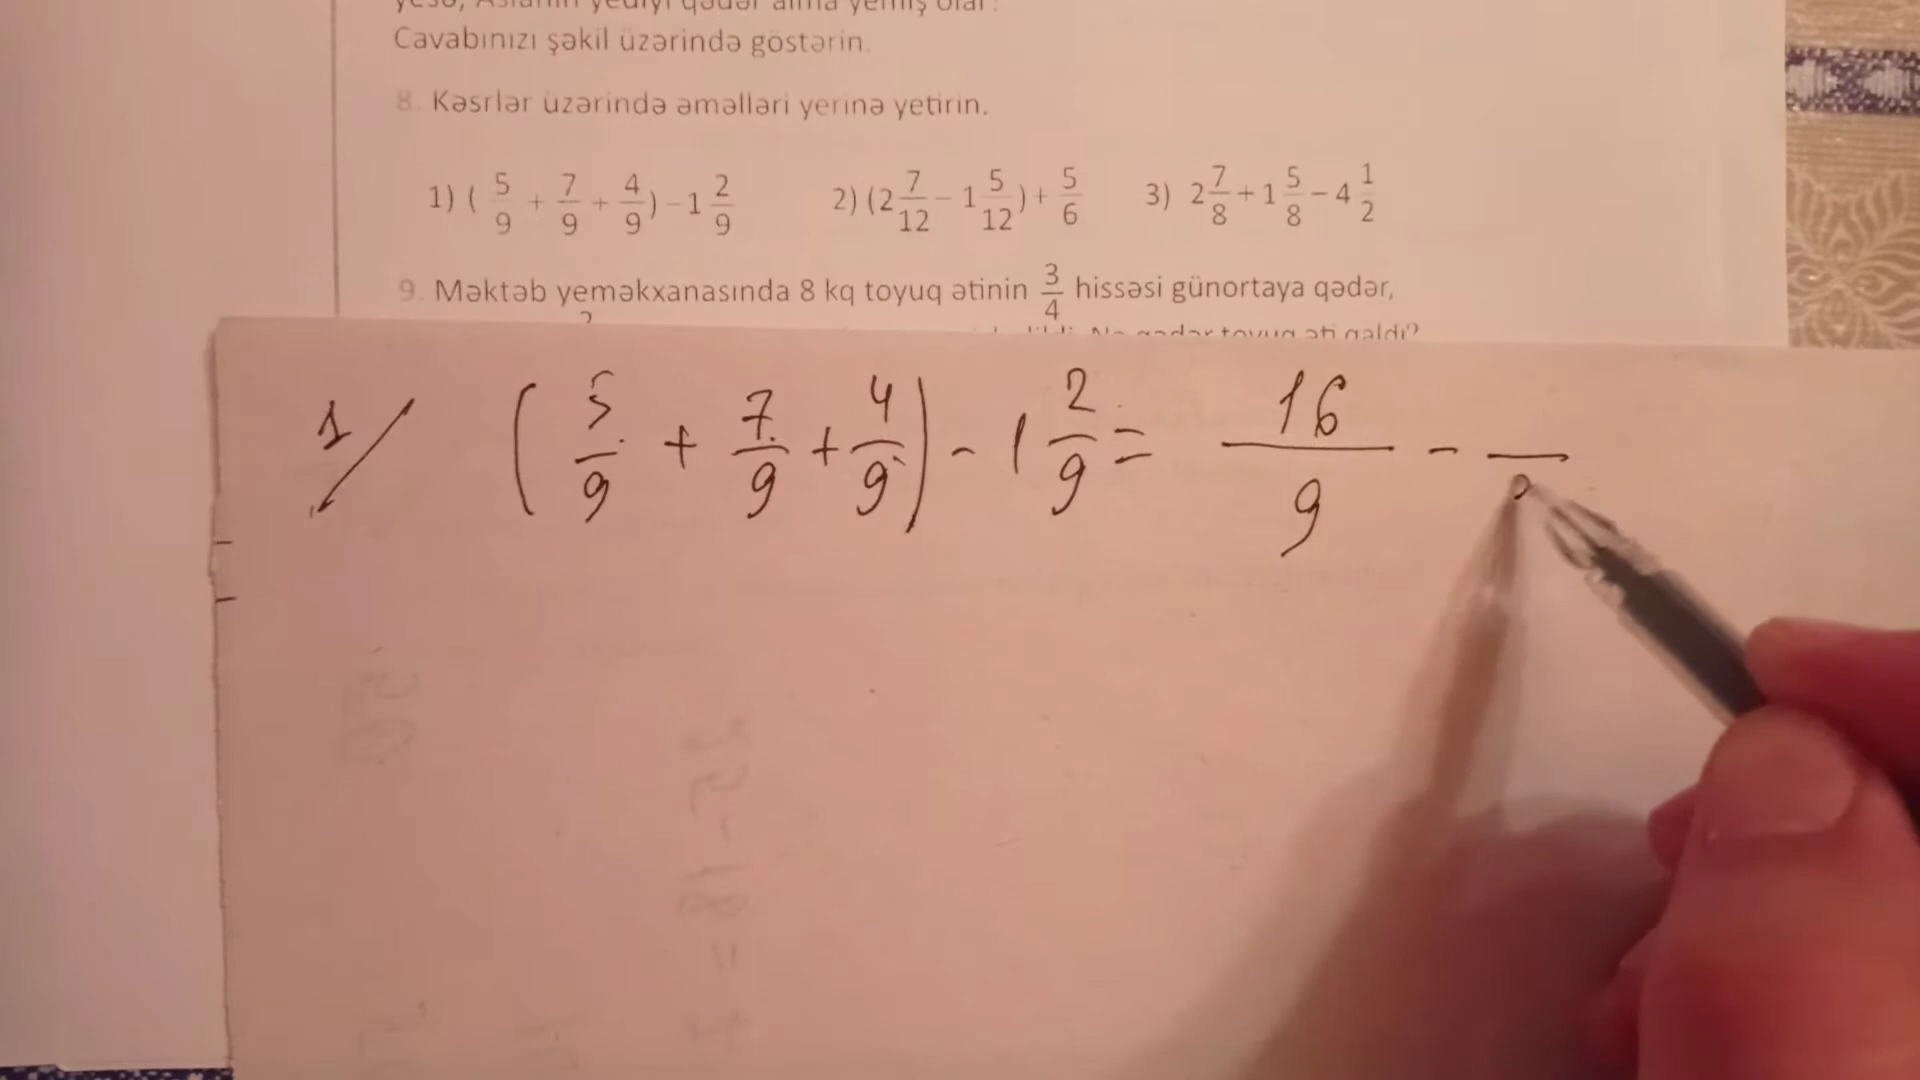 Cavabınızı şəkil üzərində göstərin.
8. Kəsrlər üzərində əməlləri yerinə yetirin.
1) ( 5/9 + 7/9 + 4/9 ) - 1 2/9 2) (2 7/12 - 1 5/12) + 5/6 3) 2 7/8 + 1 5/8 - 4 1/2
9. Məktəb yeməkxanasında 8 kq toyuq ətinin 3/4 hissəsi günortaya qədər,
toyuq əti qaldı?
1/ ( 5/9 + 7/9 + 4/9 ) - 1 2/9 = 16/9 -